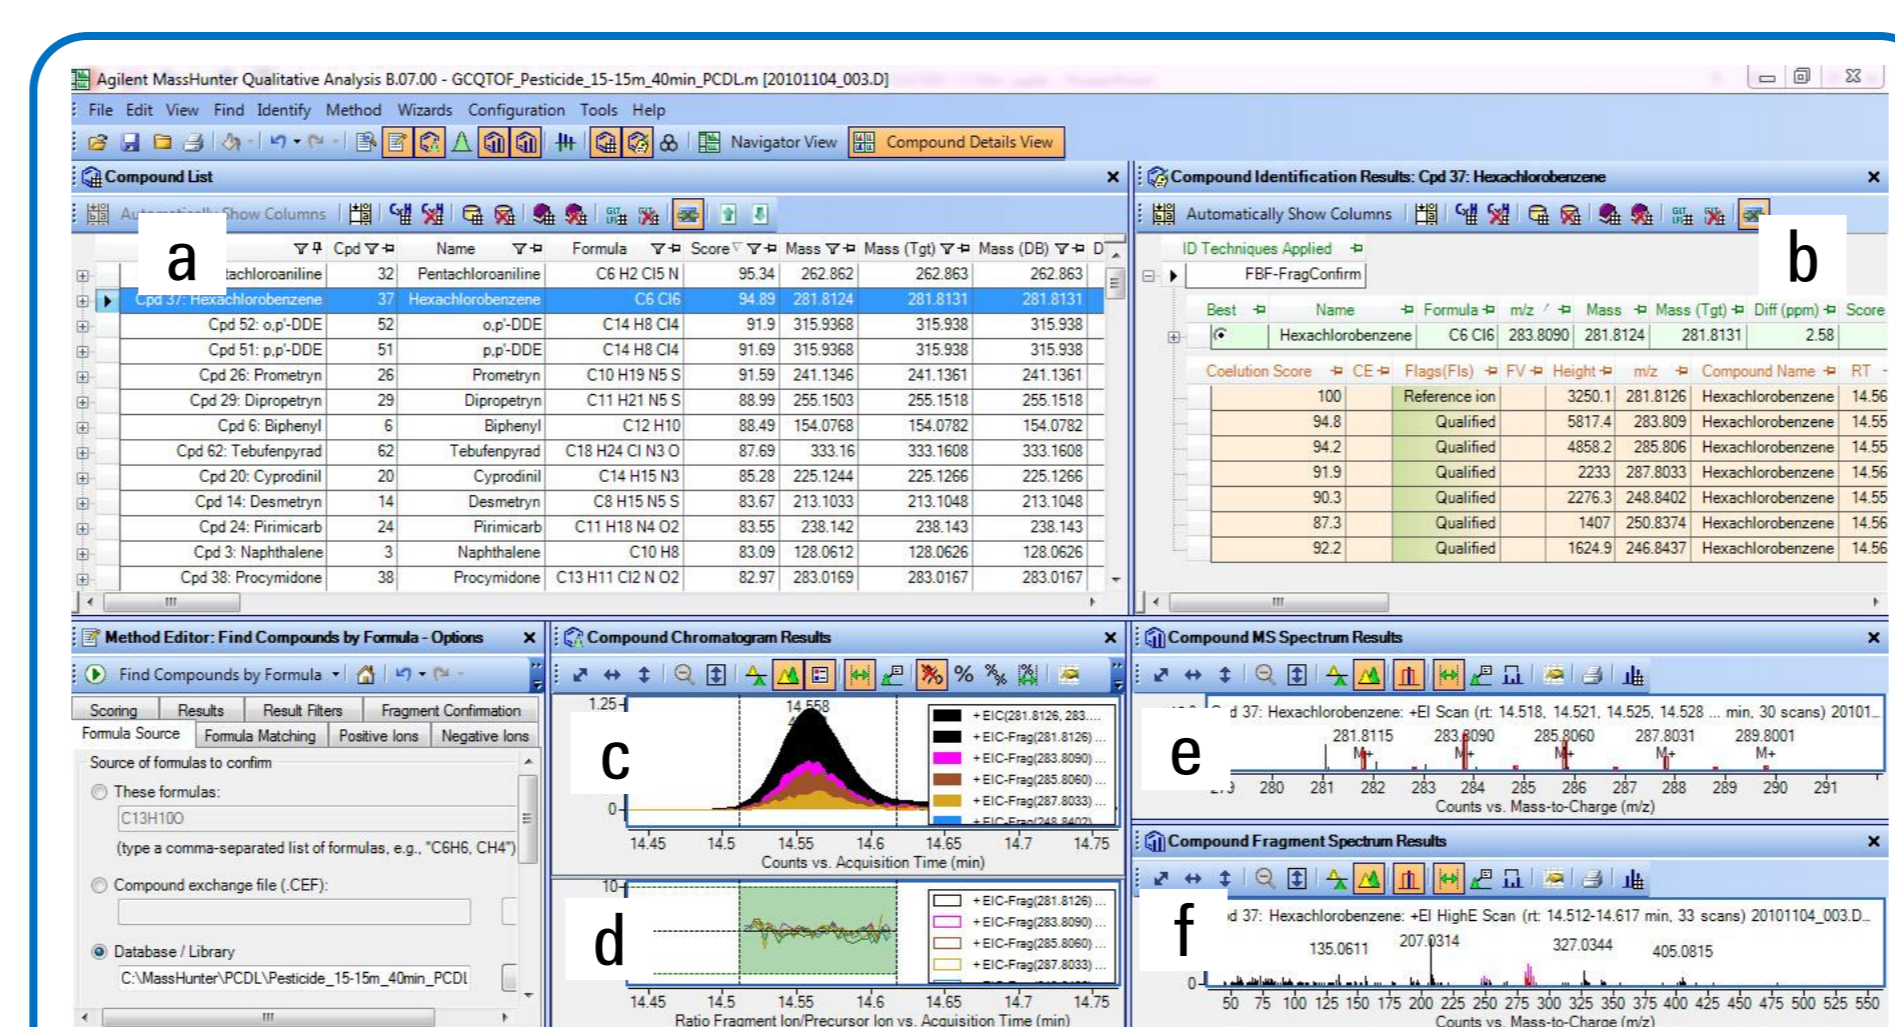 Agilent MassHunter Qualitative Analysis B.07.00 - GCQTOF_Pesticide_15-15m_40min_PCDL.m [20101104_003.D]
File Edit View Find Identify Method Wizards Configuration Tools Help
Navigator View Compound Details View
Compound List
Automatically Show Columns
a
Cpd Name Formula Score Mass Mass (Tgt) Mass (DB) D
tachloroaniline 32 Pentachloroaniline C6 H2 Cl5 N 95.34 262.862 262.863 262.863
Cpd 37: Hexachlorobenzene 37 Hexachlorobenzene C6 Cl6 94.89 281.8124 281.8131 281.8131
Cpd 52: o,p'-DDE 52 o,p'-DDE C14 H8 Cl4 91.9 315.9368 315.938 315.938
Cpd 51: p,p'-DDE 51 p,p'-DDE C14 H8 Cl4 91.69 315.9368 315.938 315.938
Cpd 26: Prometryn 26 Prometryn C10 H19 N5 S 91.59 241.1346 241.1361 241.1361
Cpd 29: Dipropetryn 29 Dipropetryn C11 H21 N5 S 88.99 255.1503 255.1518 255.1518
Cpd 6: Biphenyl 6 Biphenyl C12 H10 88.49 154.0768 154.0782 154.0782
Cpd 62: Tebufenpyrad 62 Tebufenpyrad C18 H24 Cl N3 O 87.69 333.16 333.1608 333.1608
Cpd 20: Cyprodinil 20 Cyprodinil C14 H15 N3 85.28 225.1244 225.1266 225.1266
Cpd 14: Desmetryn 14 Desmetryn C8 H15 N5 S 83.67 213.1033 213.1048 213.1048
Cpd 24: Pirimicarb 24 Pirimicarb C11 H18 N4 O2 83.55 238.142 238.143 238.143
Cpd 3: Naphthalene 3 Naphthalene C10 H8 83.09 128.0612 128.0626 128.0626
Cpd 38: Procymidone 38 Procymidone C13 H11 Cl2 N O2 82.97 283.0169 283.0167 283.0167
Compound Identification Results: Cpd 37: Hexachlorobenzene
Automatically Show Columns
b
ID Techniques Applied
FBF-FragConfirm
Best Name Formula m/z Mass Mass (Tgt) Diff (ppm) Score
Hexachlorobenzene C6 Cl6 283.8090 281.8124 281.8131 2.58
Coelution Score CE Flags(FIs) FV Height m/z Compound Name RT
100 Reference ion 3250.1 281.8126 Hexachlorobenzene 14.56
94.8 Qualified 5817.4 283.809 Hexachlorobenzene 14.55
94.2 Qualified 4858.2 285.806 Hexachlorobenzene 14.55
91.9 Qualified 2233 287.8033 Hexachlorobenzene 14.56
90.3 Qualified 2276.3 248.8402 Hexachlorobenzene 14.55
87.3 Qualified 1407 250.8374 Hexachlorobenzene 14.56
92.2 Qualified 1624.9 246.8437 Hexachlorobenzene 14.56
Method Editor: Find Compounds by Formula - Options
Find Compounds by Formula
Scoring Results Result Filters Fragment Confirmation
Formula Source Formula Matching Positive Ions Negative Ions
Source of formulas to confirm
These formulas:
C13H10O
(type a comma-separated list of formulas, e.g., "C6H6, CH4")
Compound exchange file (.CEF):
Database / Library
C:\MassHunter\PCDL\Pesticide_15-15m_40min_PCDL
Compound Chromatogram Results
1.25
14.558
c
+ EIC(281.8126, 283....
+ EIC-Frag(281.8126) ...
+ EIC-Frag(283.8090) ...
+ EIC-Frag(285.8060) ...
+ EIC-Frag(287.8033) ...
+ EIC-Frag(248.8402)
0
14.45 14.5 14.55 14.6 14.65 14.7 14.75
Counts vs. Acquisition Time (min)
10
d
+ EIC-Frag(281.8126) ...
+ EIC-Frag(283.8090) ...
+ EIC-Frag(285.8060) ...
+ EIC-Frag(287.8033) ...
14.45 14.5 14.55 14.6 14.65 14.7 14.75
Ratio Fragment Ion/Precursor Ion vs. Acquisition Time (min)
Compound MS Spectrum Results
e
d 37: Hexachlorobenzene: +EI Scan (rt: 14.518, 14.521, 14.525, 14.528 ... min, 30 scans) 20101...
281.8115 283.8090 285.8060 287.8031 289.8001
M+ M+ M+ M+ M+
280 281 282 283 284 285 286 287 288 289 290 291
Counts vs. Mass-to-Charge (m/z)
Compound Fragment Spectrum Results
f
d 37: Hexachlorobenzene: +EI HighE Scan (rt: 14.512-14.617 min, 33 scans) 20101104_003.D...
135.0611 207.0314 327.0344 405.0815
0
50 75 100 125 150 175 200 225 250 275 300 325 350 375 400 425 450 475 500 525 550
Counts vs. Mass-to-Charge (m/z)